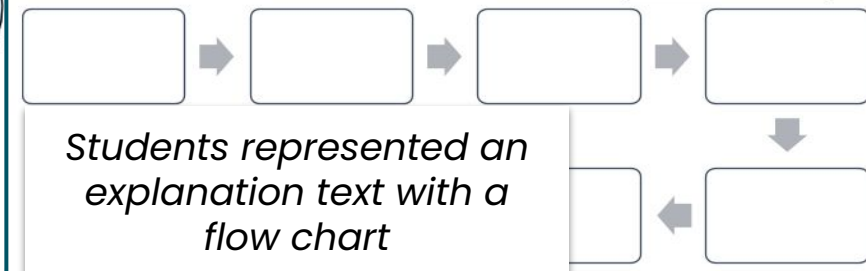 Students represented an
explanation text with a
flow chart